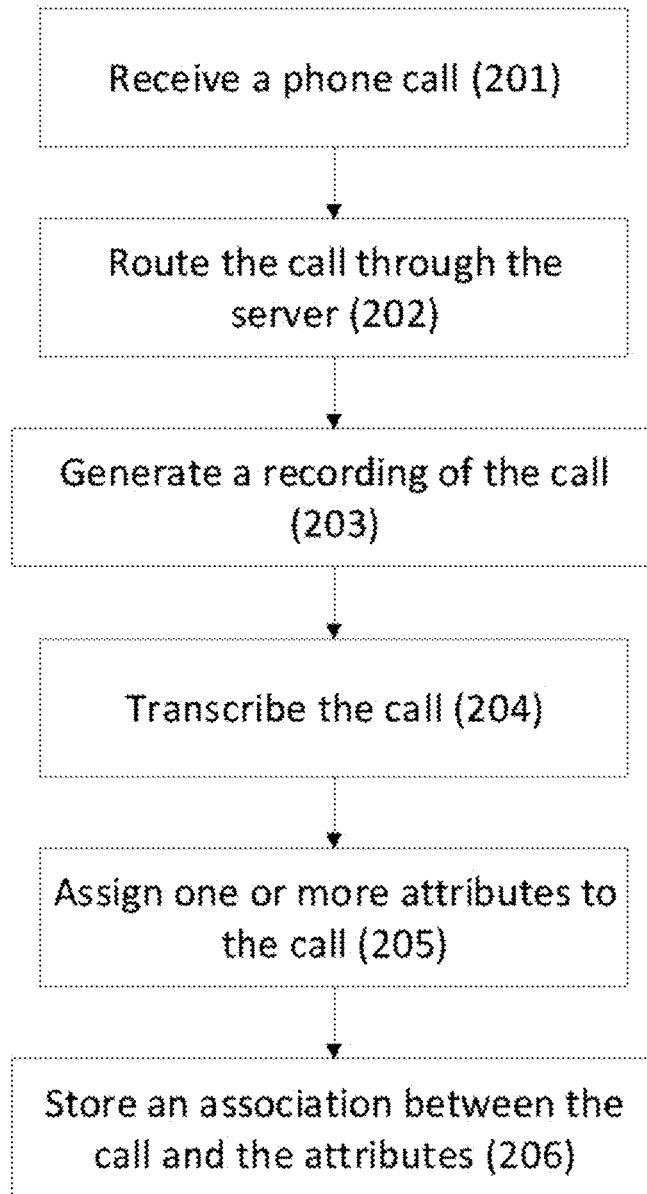 Receive a phone call (201)
Route the call through the
server (202)
Generate a recording of the call
(203)
Transcribe the call (204)
Assign one or more attributes to
the call (205)
Store an association between the
call and the attributes (206)